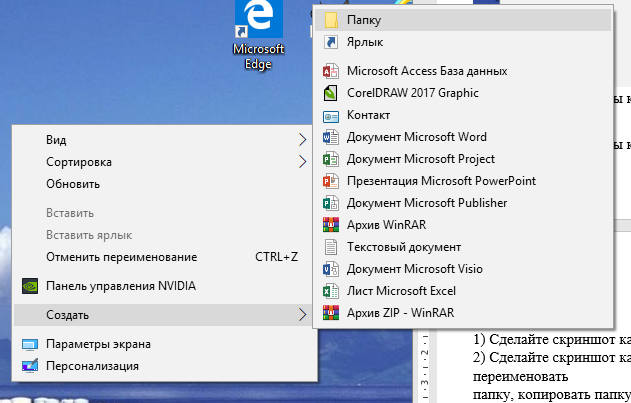 Microsoft
Edge
Вид
Сортировка
Обновить
Вставить
Вставить ярлык
Отменить переименование CTRL+Z
Панель управления NVIDIA
Создать
Параметры экрана
Персонализация
Папку
Ярлык
Microsoft Access База данных
CorelDRAW 2017 Graphic
Контакт
Документ Microsoft Word
Документ Microsoft Project
Презентация Microsoft PowerPoint
Документ Microsoft Publisher
Архив WinRAR
Текстовый документ
Документ Microsoft Visio
Лист Microsoft Excel
Архив ZIP - WinRAR
ы к
ы к
1) Сделайте скриншот ка
2) Сделайте скриншот ка
переименовать
папку, копировать папку